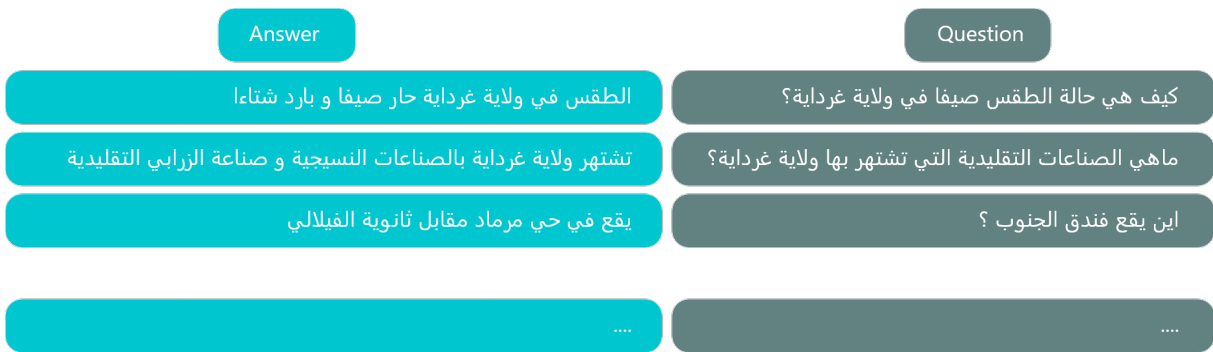 Question
Answer
كيف هي حالة الطقس صيفا في ولاية غرداية؟
الطقس في ولاية غرداية حار صيفا و بارد شتاءا
ماهي الصناعات التقليدية التي تشتهر بها ولاية غرداية؟
تشتهر ولاية غرداية بالصناعات النسيجية و صناعة الزرابي التقليدية
اين يقع فندق الجنوب ؟
يقع في حي مرماد مقابل ثانوية الفيلالي
....
....